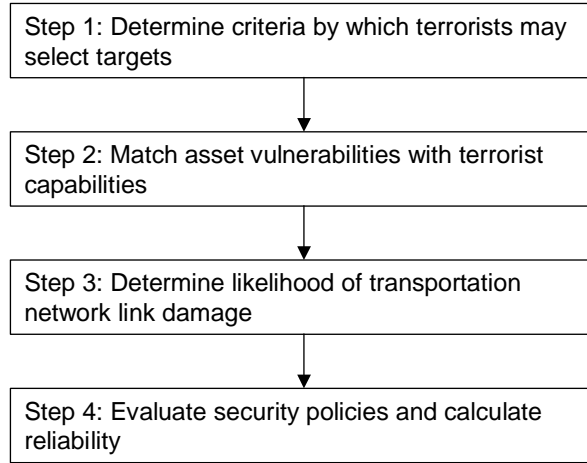 Step 1: Determine criteria by which terrorists may
select targets
Step 2: Match asset vulnerabilities with terrorist
capabilities
Step 3: Determine likelihood of transportation
network link damage
Step 4: Evaluate security policies and calculate
reliability